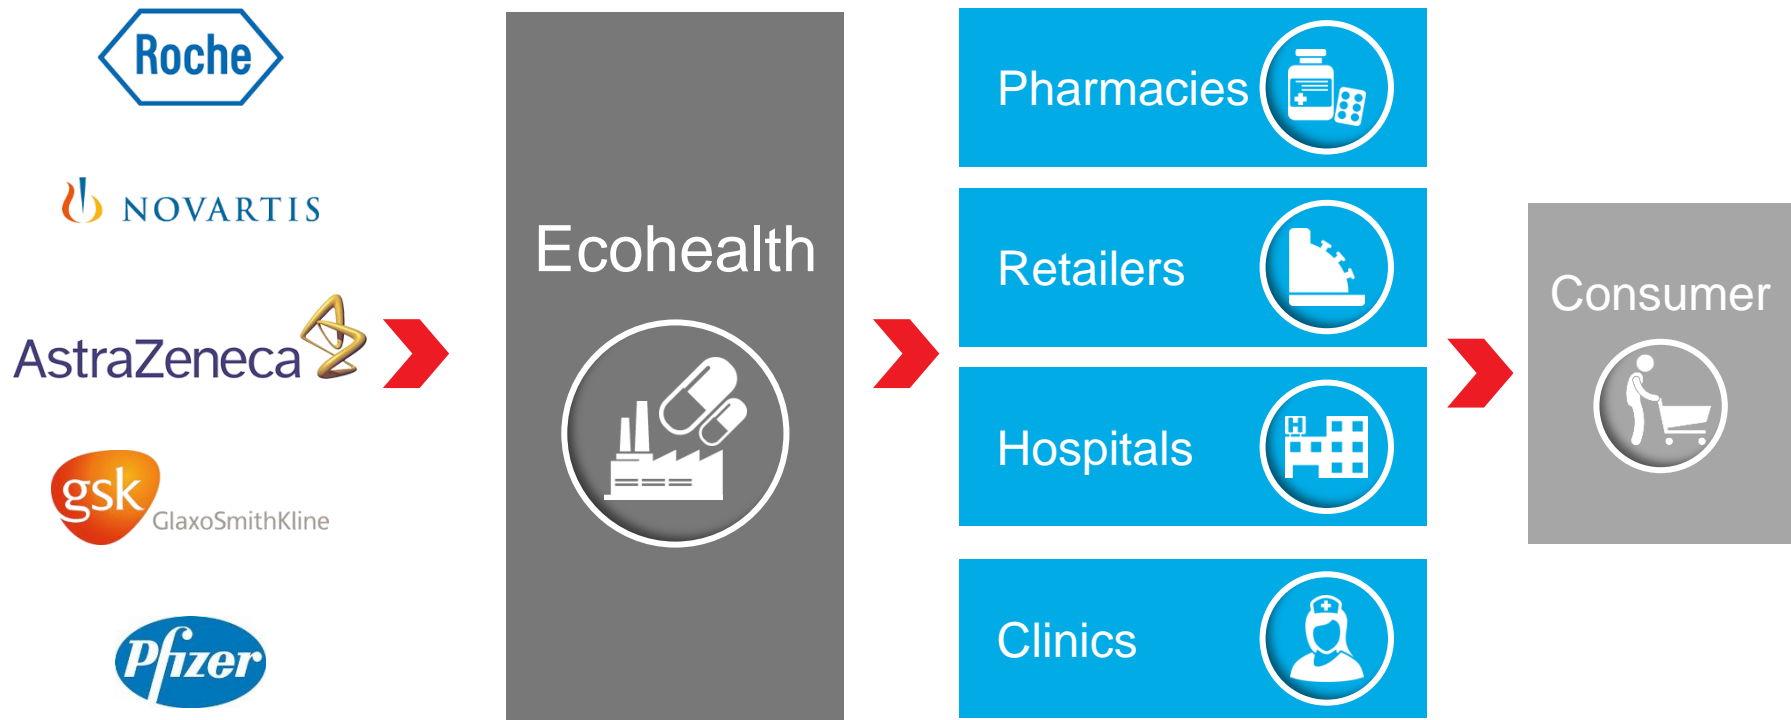 Roche
NOVARTIS
AstraZeneca
gsk
GlaxoSmithKline
Pfizer
Ecohealth
Pharmacies
Retailers
Hospitals
H
Clinics
Consumer